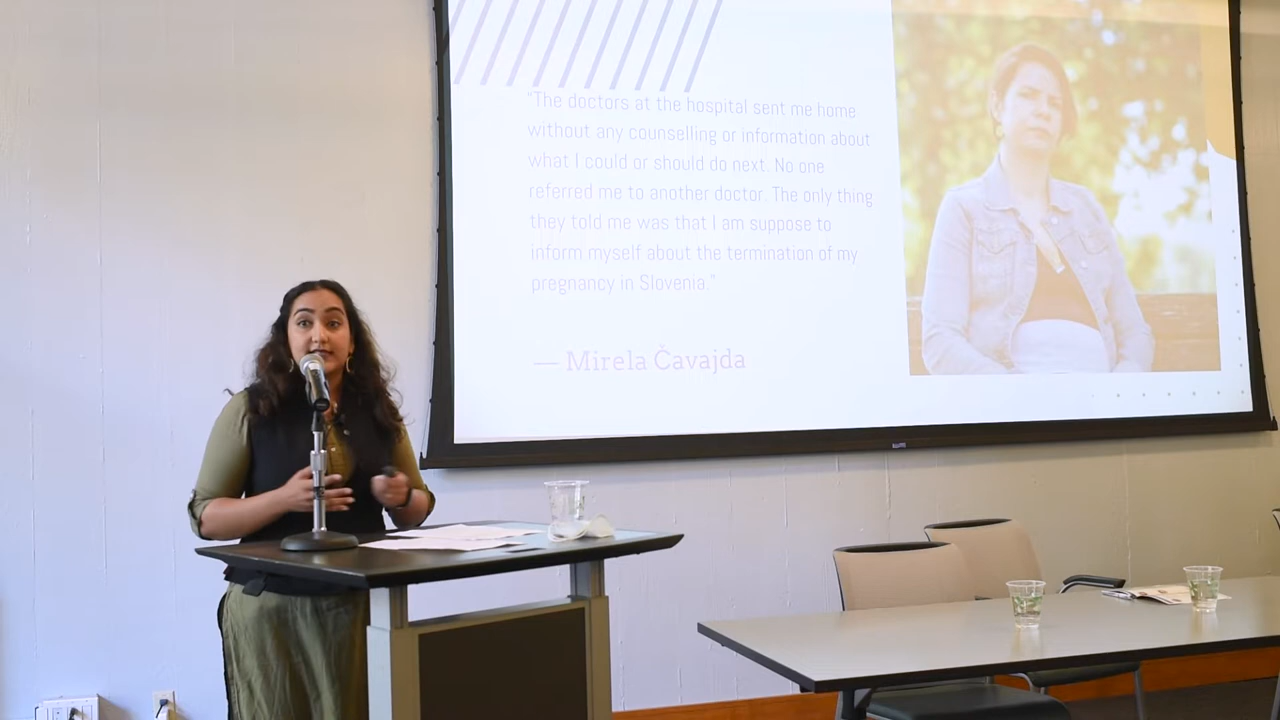 "The doctors at the hospital sent me home
without any counselling or information about
what I could or should do next. No one
referred me to another doctor. The only thing
they told me was that I am suppose to
inform myself about the termination of my
pregnancy in Slovenia."
— Mirela Čavajda